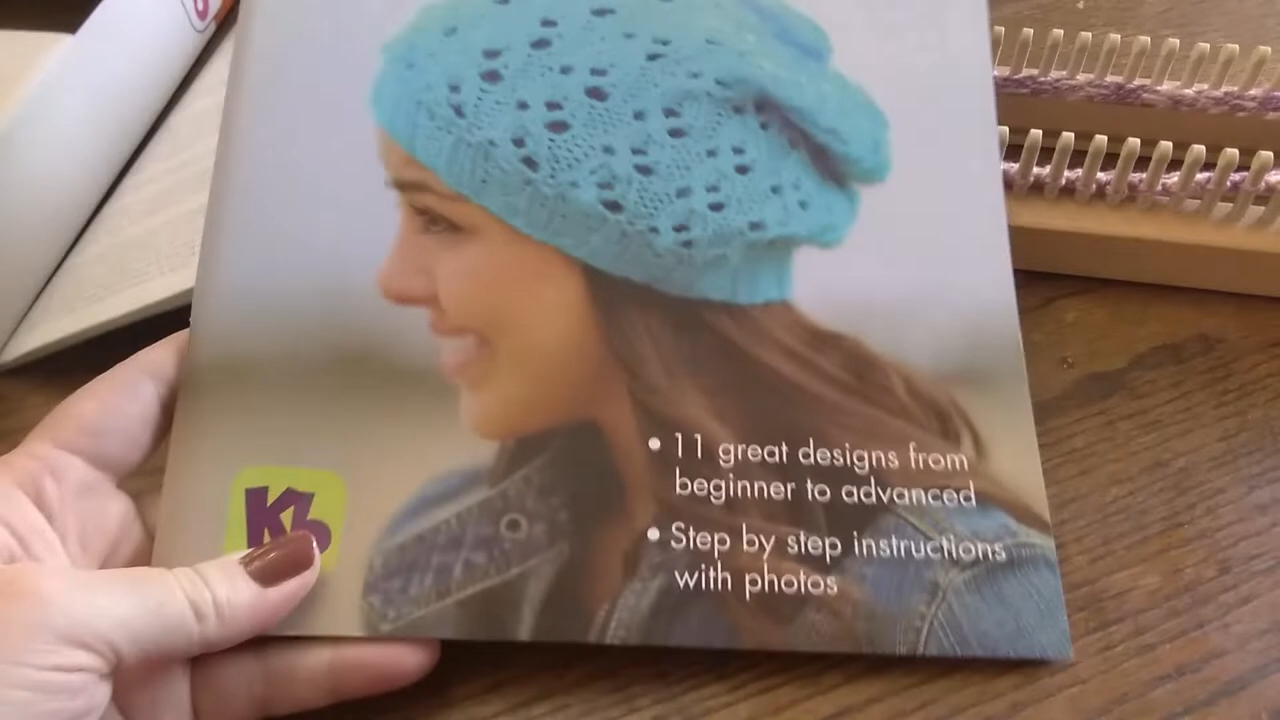 • 11 great designs from
beginner to advanced
• Step by step instructions
with photos
Kb